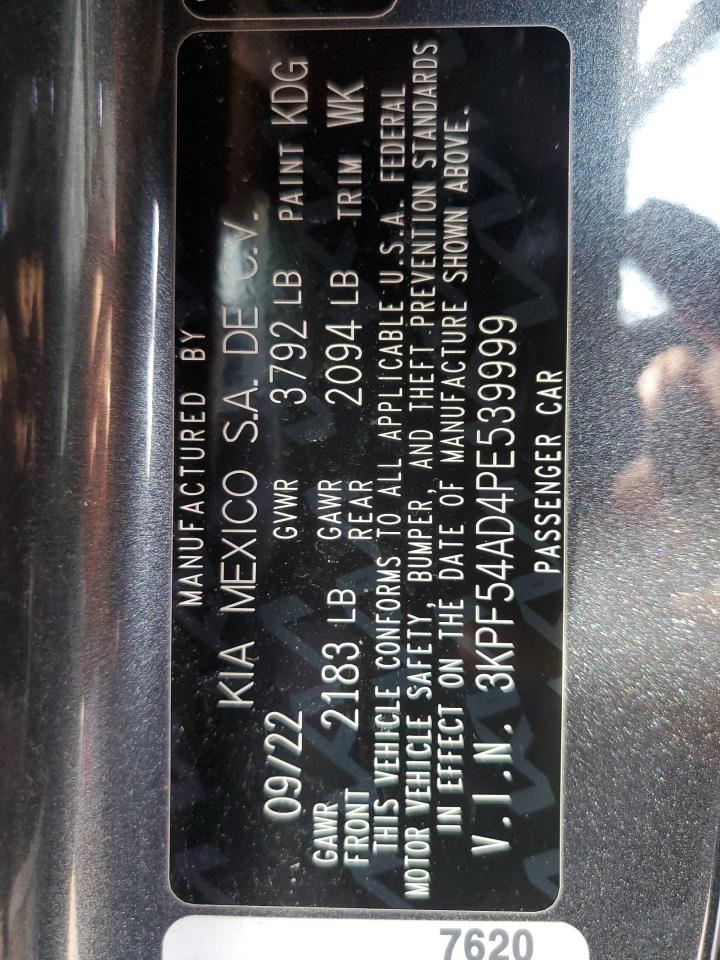 MANUFACTURED BY
KIA MEXICO S.A. DE C.V.
09/22 GVWR 3792 LB PAINT KDG
GAWR FRONT 2183 LB GAWR REAR 2094 LB TRIM WK
THIS VEHICLE CONFORMS TO ALL APPLICABLE U.S.A. FEDERAL
MOTOR VEHICLE SAFETY, BUMPER, AND THEFT PREVENTION STANDARDS
IN EFFECT ON THE DATE OF MANUFACTURE SHOWN ABOVE.
V.I.N. 3KPF54AD4PE539999
PASSENGER CAR
7620